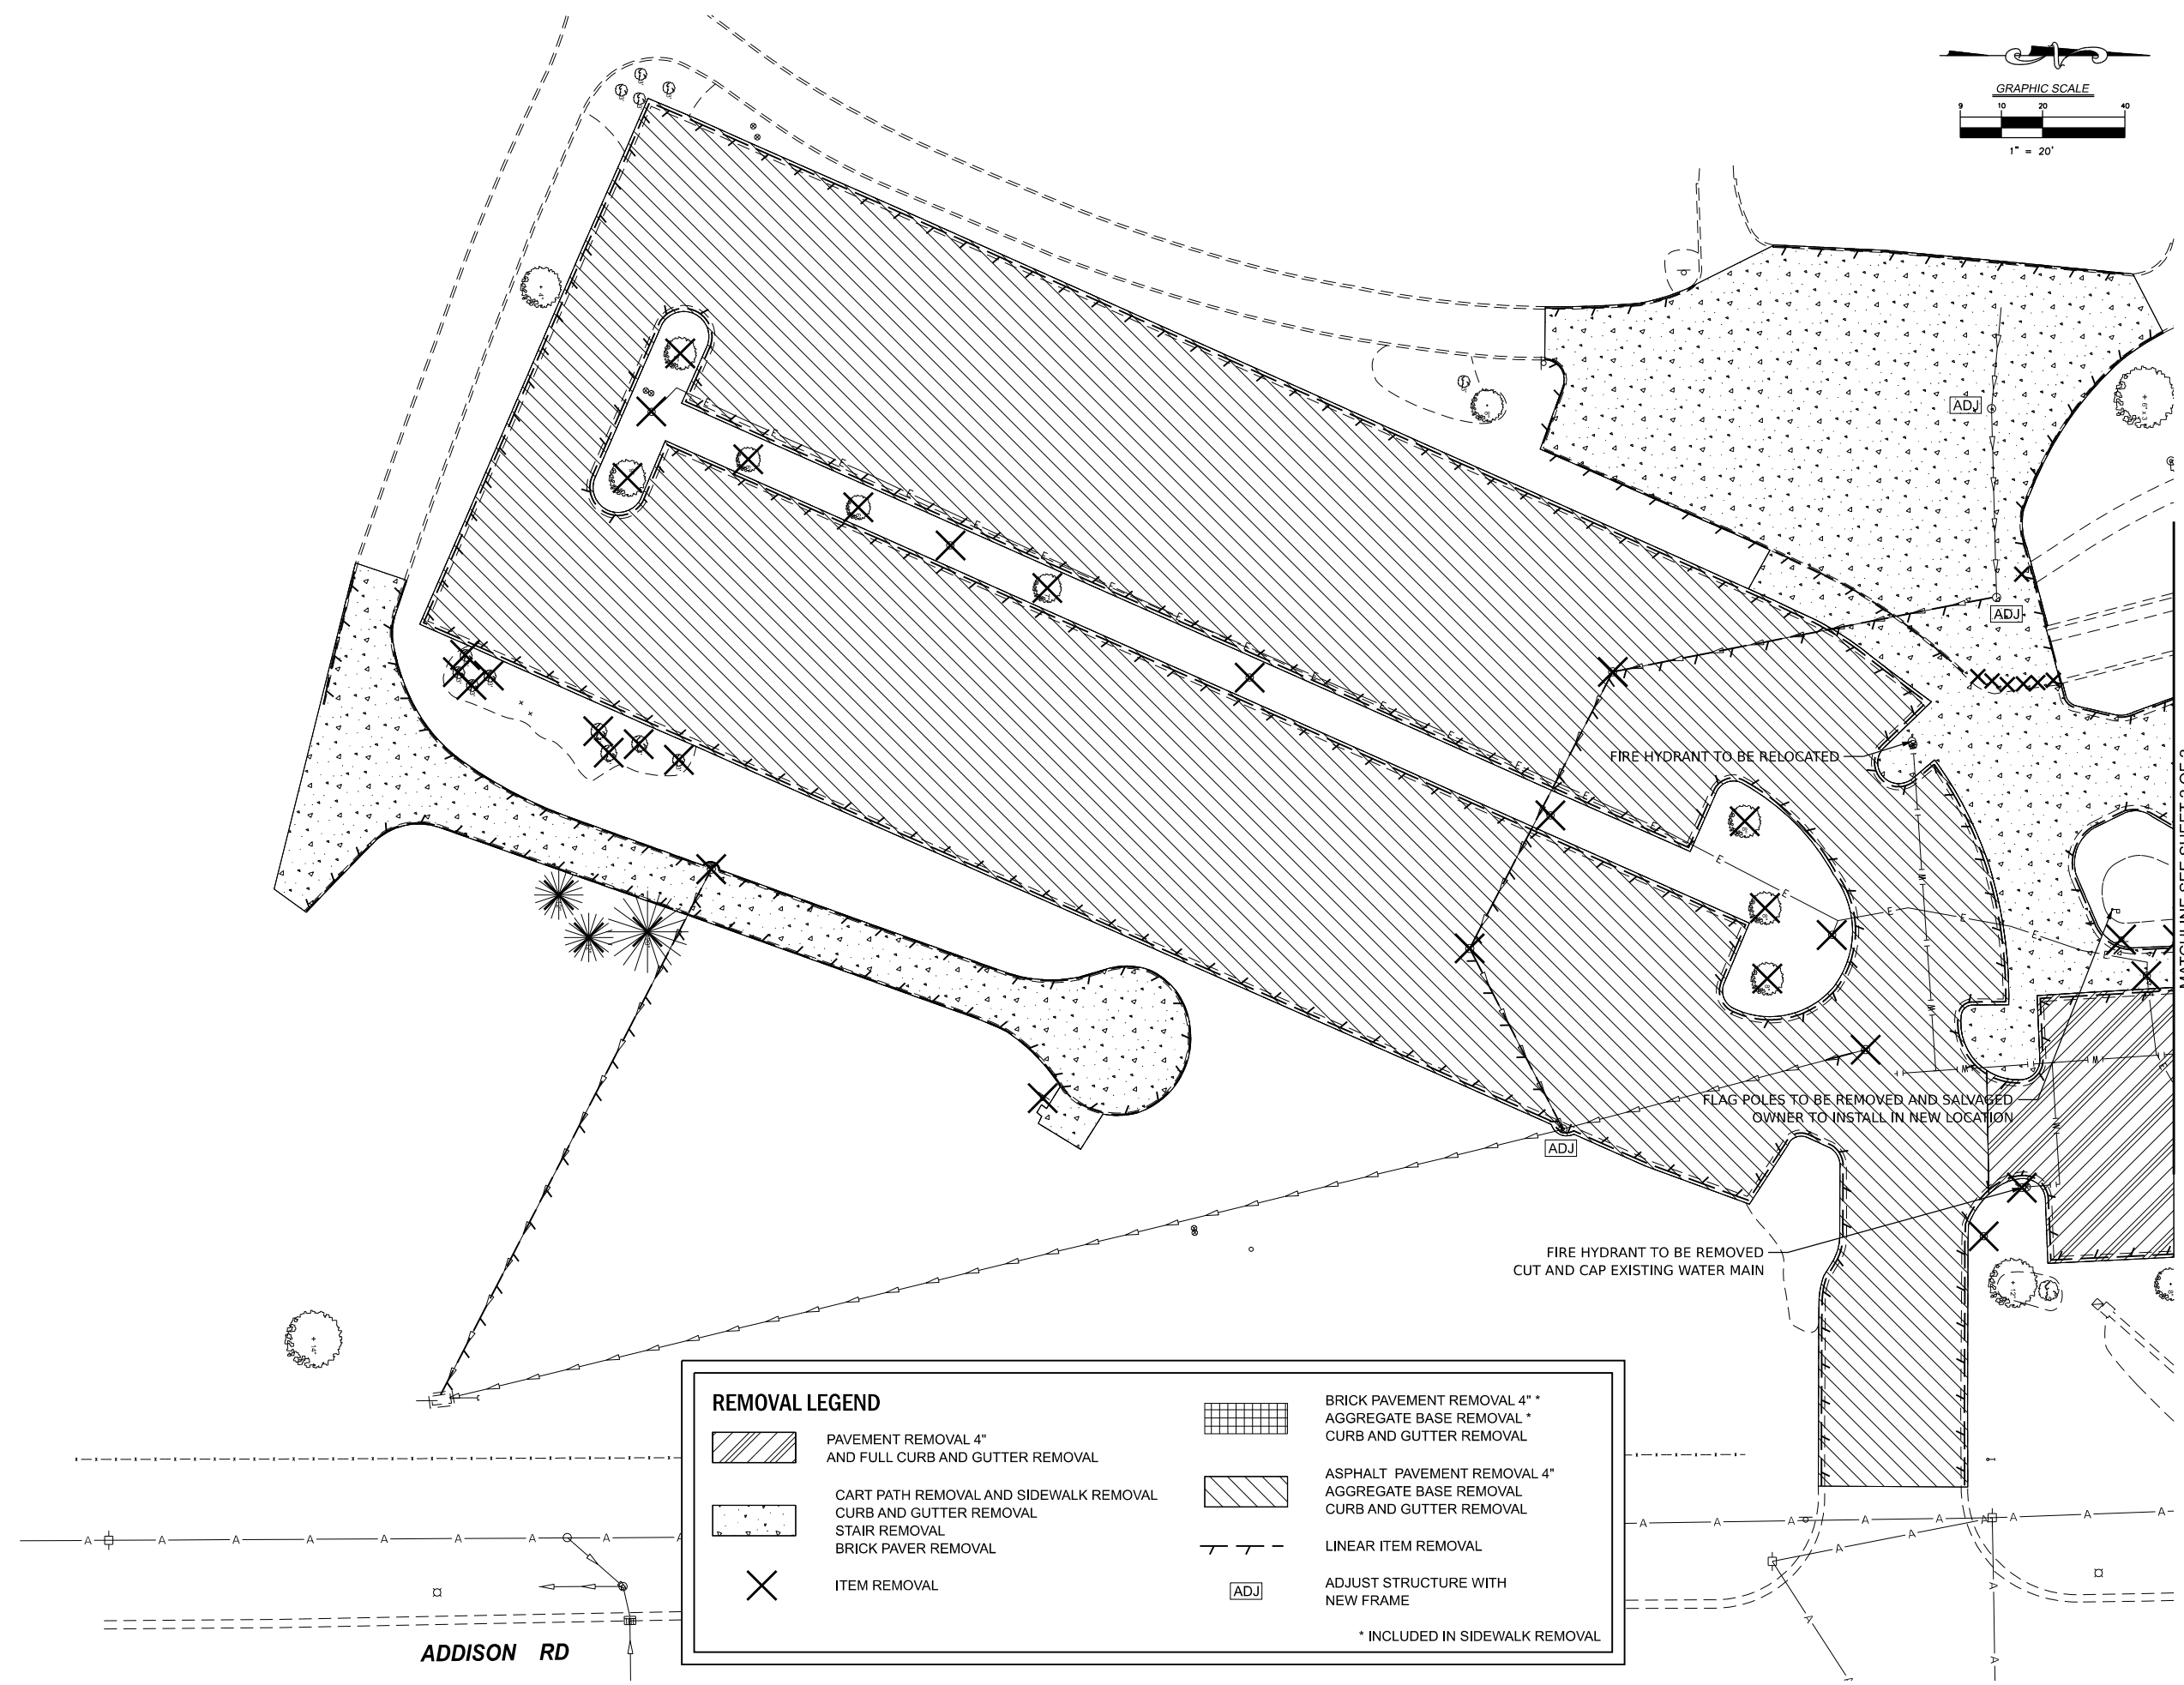 GRAPHIC SCALE
10 20 40
1" = 20'
ADJ
ADJ
FIRE HYDRANT TO BE RELOCATED
FLAG POLES TO BE REMOVED AND SALVAGED
OWNER TO INSTALL IN NEW LOCATION
ADJ
FIRE HYDRANT TO BE REMOVED
CUT AND CAP EXISTING WATER MAIN
REMOVAL LEGEND
PAVEMENT REMOVAL 4"
AND FULL CURB AND GUTTER REMOVAL
CART PATH REMOVAL AND SIDEWALK REMOVAL
CURB AND GUTTER REMOVAL
STAIR REMOVAL
BRICK PAVER REMOVAL
ITEM REMOVAL
BRICK PAVEMENT REMOVAL 4" *
AGGREGATE BASE REMOVAL *
CURB AND GUTTER REMOVAL
ASPHALT PAVEMENT REMOVAL 4"
AGGREGATE BASE REMOVAL
CURB AND GUTTER REMOVAL
LINEAR ITEM REMOVAL
ADJ
ADJUST STRUCTURE WITH
NEW FRAME
* INCLUDED IN SIDEWALK REMOVAL
ADDISON RD